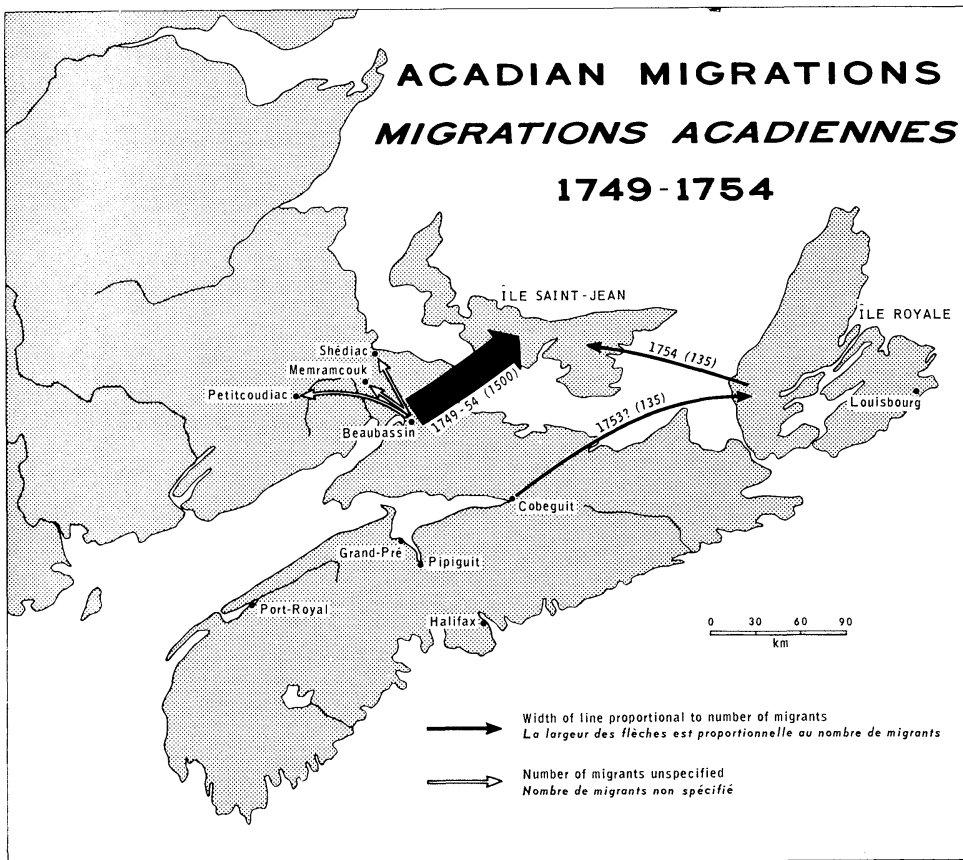 ACADIAN MIGRATIONS
MIGRATIONS ACADIENNES
1749-1754
ÎLE SAINT-JEAN
ÎLE ROYALE
Shédiac
1754 (135)
Memramcouk
Petitcoudiac
1749-54 (1500)
Louisbourg
1753? (135)
Beaubassin
Cobeguit
Grand-Pré
Pipiguit
Port-Royal
Halifax
0 30 60 90
km
Width of line proportional to number of migrants
La largeur des flèches est proportionnelle au nombre de migrants
Number of migrants unspecified
Nombre de migrants non spécifié